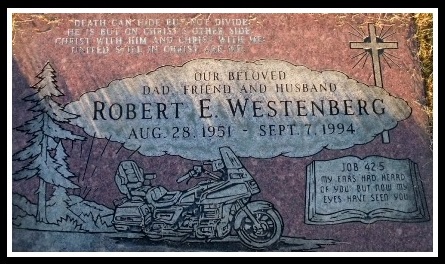 "DEATH CAN HIDE BUT NOT DIVIDE
HE IS BUT ON CHRIST'S OTHER SIDE
CHRIST WITH HIM AND CHRIST WITH ME
UNITED STILL IN CHRIST ARE WE"
OUR BELOVED
DAD, FRIEND AND HUSBAND
ROBERT E. WESTENBERG
AUG. 28, 1951 - SEPT. 7, 1994
JOB 42:5
MY EARS HAD HEARD
OF YOU BUT NOW MY
EYES HAVE SEEN YOU